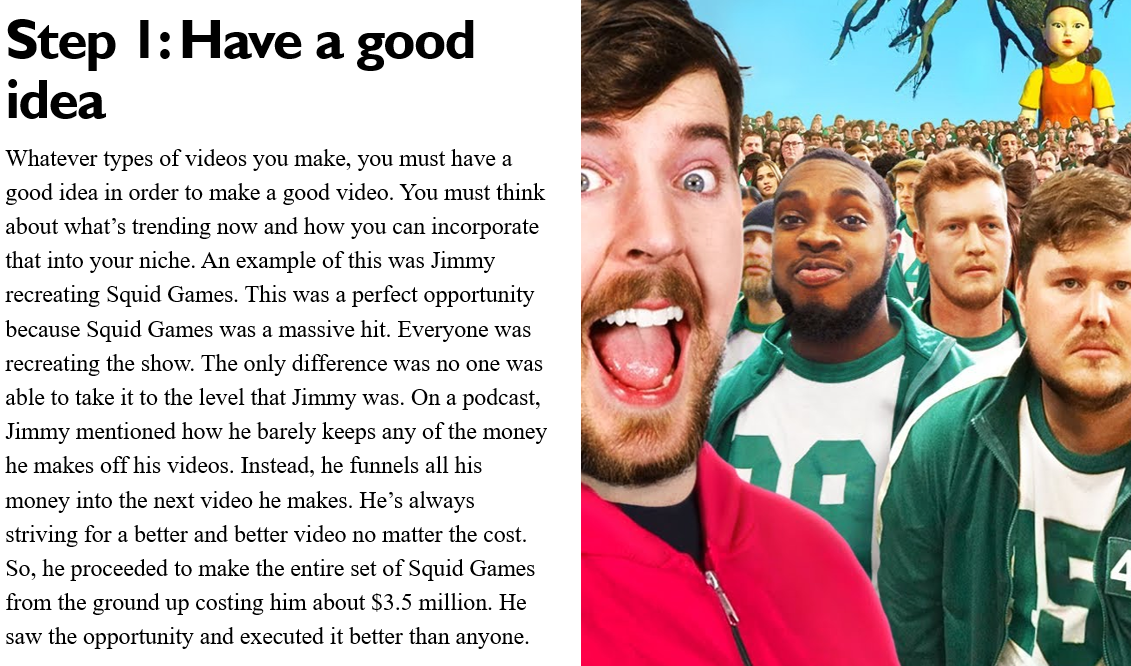 Step 1: Have a good
idea
Whatever types of videos you make, you must have a
good idea in order to make a good video. You must think
about what’s trending now and how you can incorporate
that into your niche. An example of this was Jimmy
recreating Squid Games. This was a perfect opportunity
because Squid Games was a massive hit. Everyone was
recreating the show. The only difference was no one was
able to take it to the level that Jimmy was. On a podcast,
Jimmy mentioned how he barely keeps any of the money
he makes off his videos. Instead, he funnels all his
money into the next video he makes. He’s always
striving for a better and better video no matter the cost.
So, he proceeded to make the entire set of Squid Games
from the ground up costing him about $3.5 million. He
saw the opportunity and executed it better than anyone.